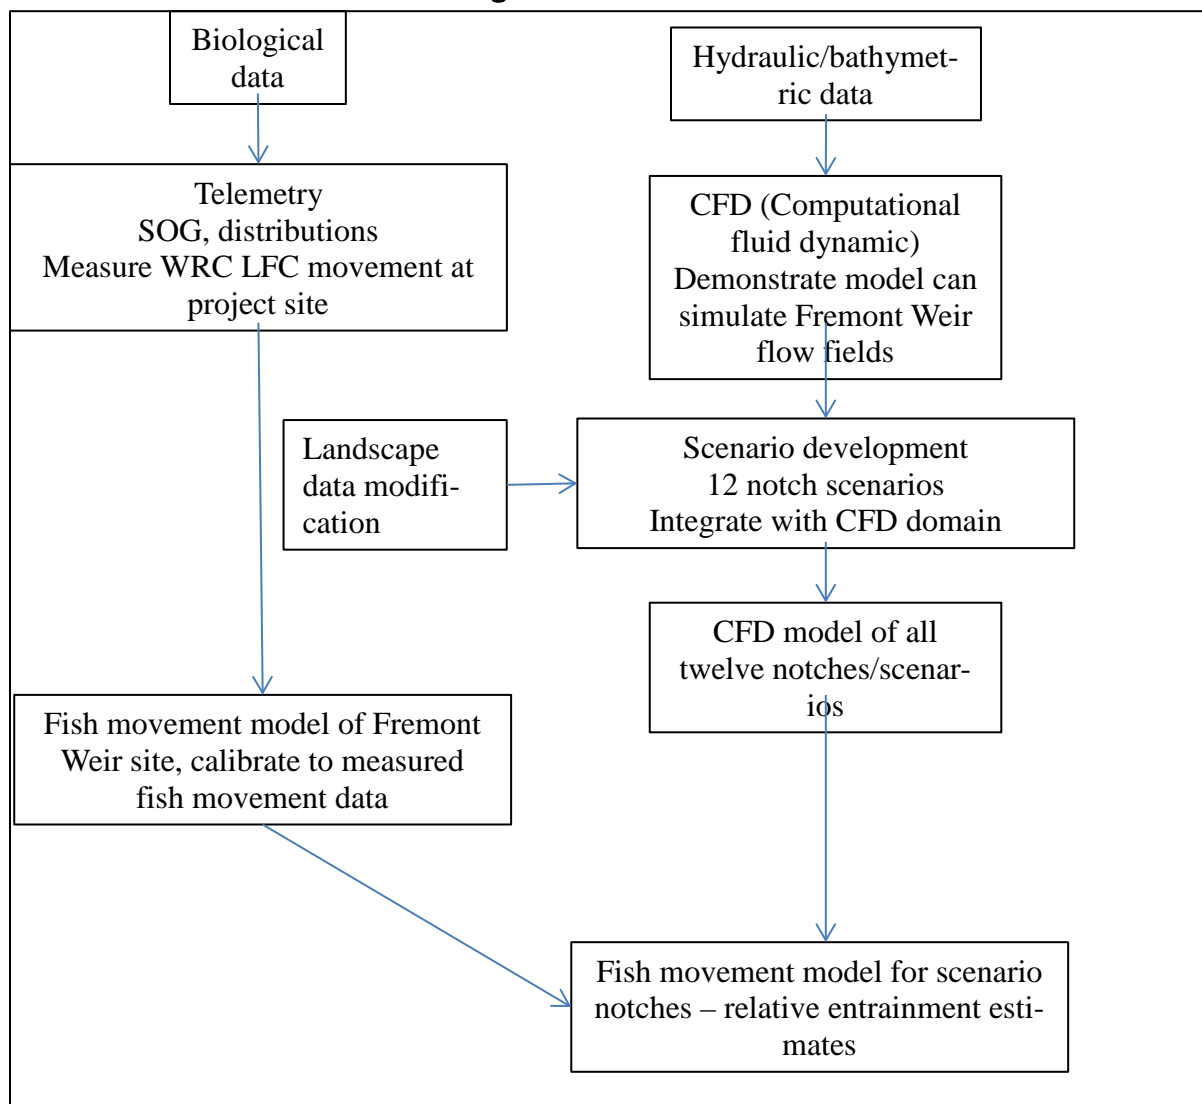 Biological
data
Hydraulic/bathymet-
ric data
Telemetry
SOG, distributions
Measure WRC LFC movement at
project site
CFD (Computational
fluid dynamic)
Demonstrate model can
simulate Fremont Weir
flow fields
Landscape
data modifi-
cation
Scenario development
12 notch scenarios
Integrate with CFD domain
CFD model of all
twelve notches/scenar-
ios
Fish movement model of Fremont
Weir site, calibrate to measured
fish movement data
Fish movement model for scenario
notches – relative entrainment esti-
mates